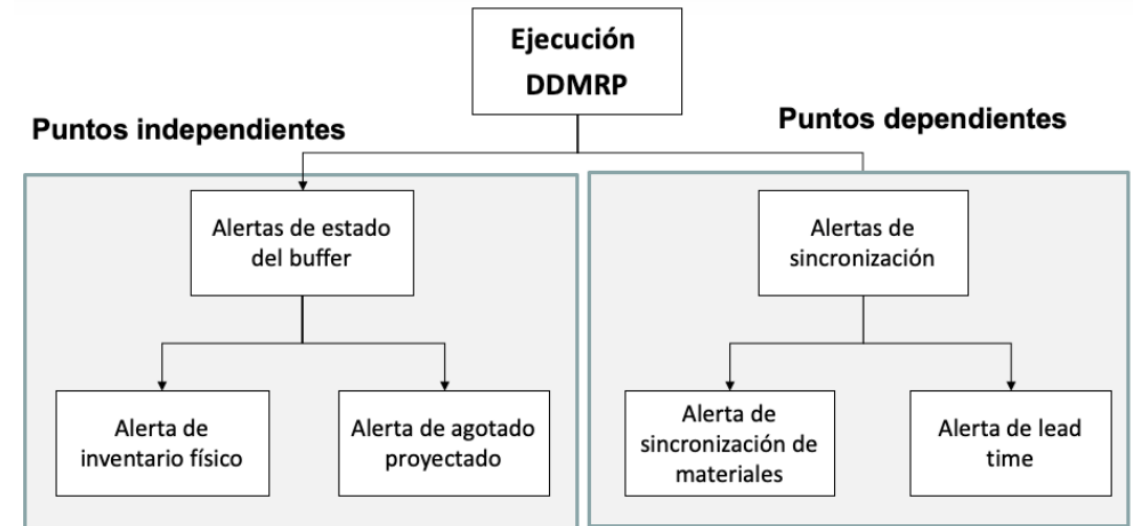 Ejecución
DDMRP
Puntos independientes
Puntos dependientes
Alertas de estado
del buffer
Alertas de
sincronización
Alerta de
inventario físico
Alerta de agotado
proyectado
Alerta de
sincronización de
materiales
Alerta de lead
time